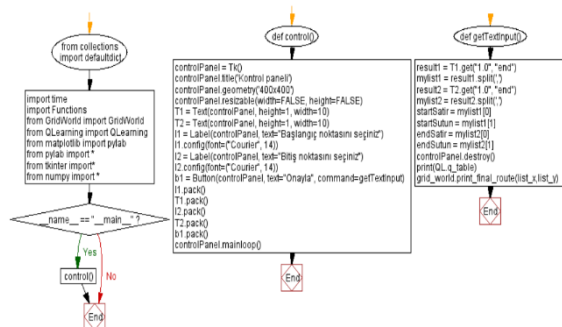 from collections
import defaultdict
import time
import Functions
from GridWorld import GridWorld
from QLearning import QLearning
from matplotlib import pylab
from pylab import *
from tkinter import*
from numpy import *
__name__ == "__main__" ?
Yes
No
control()
End
def control()
controlPanel = Tk()
controlPanel.title('Kontrol paneli')
controlPanel.geometry('400x400')
controlPanel.resizable(width=FALSE, height=FALSE)
T1 = Text(controlPanel, height=1, width=10)
T2 = Text(controlPanel, height=1, width=10)
l1 = Label(controlPanel, text="Başlangıç noktasını seçiniz")
l1.config(font=("Courier", 14))
l2 = Label(controlPanel, text="Bitiş noktasını seçiniz")
l2.config(font=("Courier", 14))
b1 = Button(controlPanel, text="Onayla", command=getTextInput)
l1.pack()
T1.pack()
l2.pack()
T2.pack()
b1.pack()
controlPanel.mainloop()
End
def getTextInput()
result1 = T1.get("1.0", "end")
mylist1 = result1.split(',')
result2 = T2.get("1.0", "end")
mylist2 = result2.split(',')
startSatir = mylist1[0]
startSutun = mylist1[1]
endSatir = mylist2[0]
endSutun = mylist2[1]
controlPanel.destroy()
print(QL.q_table)
grid_world.print_final_route(list_x,list_y)
End